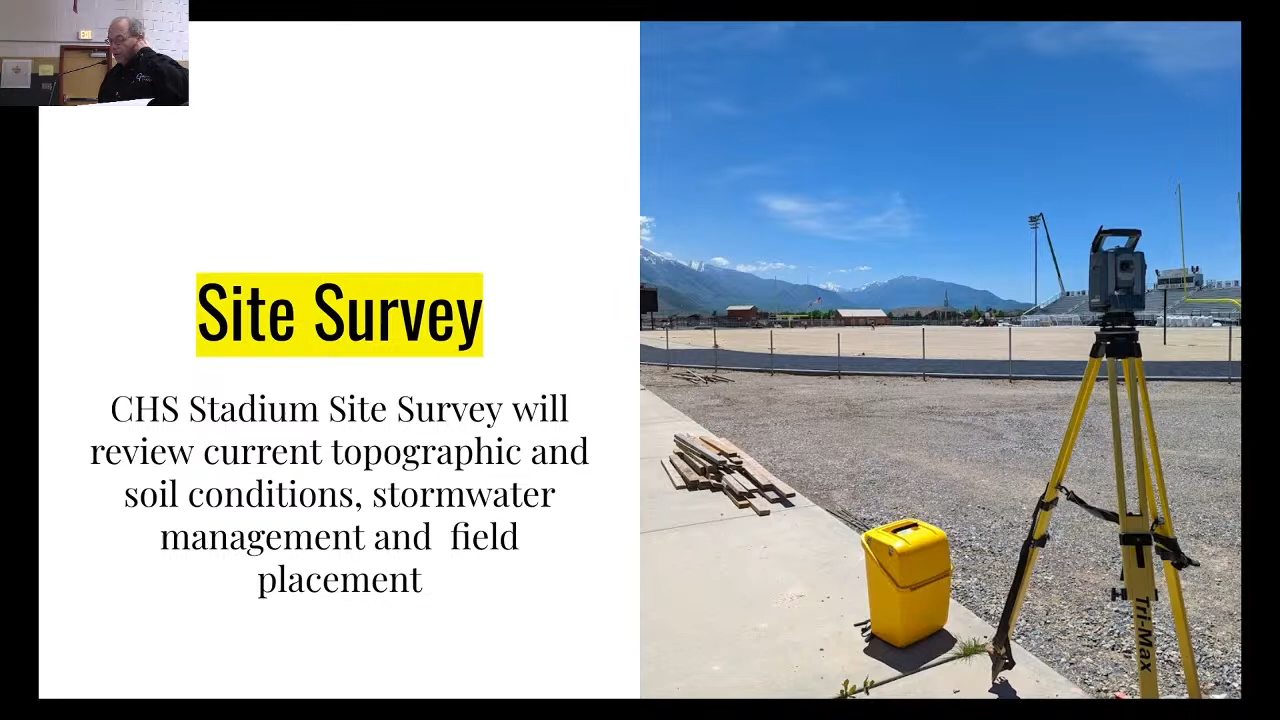 Site Survey
CHS Stadium Site Survey will
review current topographic and
soil conditions, stormwater
management and  field
placement
Tri-Max